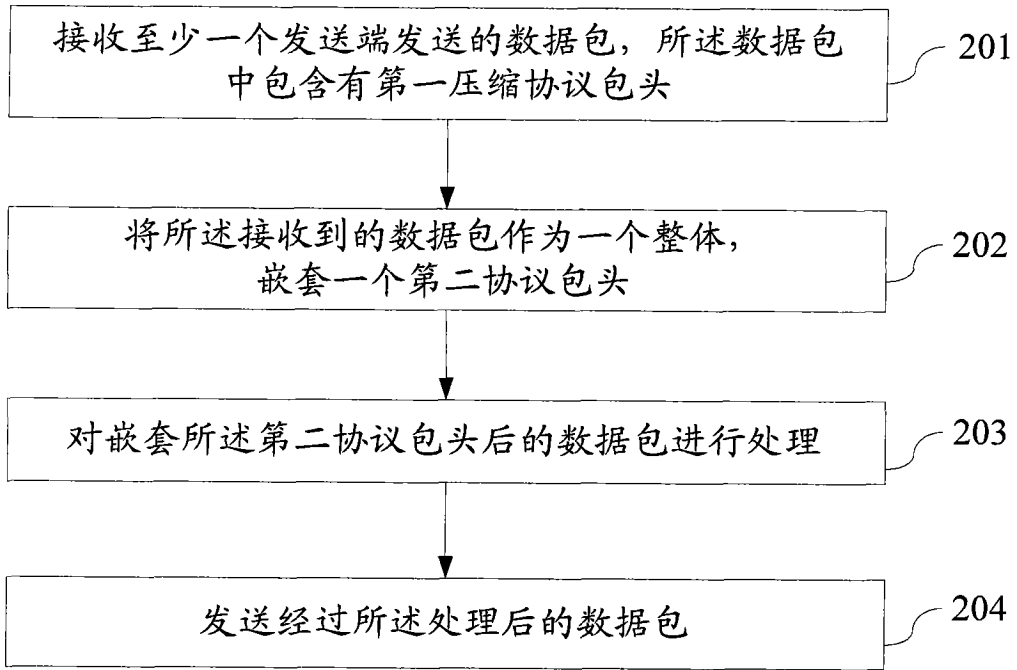 接收至少一个发送端发送的数据包，所述数据包
中包含有第一压缩协议包头
201
将所述接收到的数据包作为一个整体，
嵌套一个第二协议包头
202
对嵌套所述第二协议包头后的数据包进行处理
203
发送经过所述处理后的数据包
204